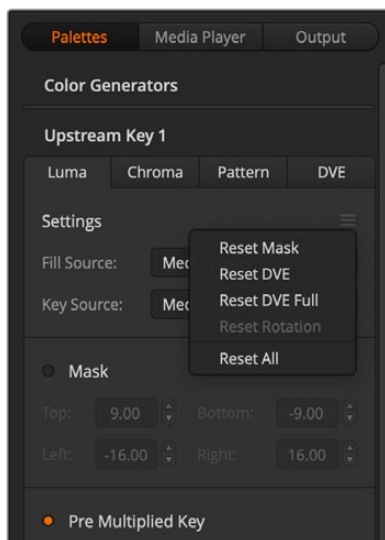 Palettes Media Player Output
Color Generators
Upstream Key 1
Luma Chroma Pattern DVE
Settings
Reset Mask
Reset DVE
Reset DVE Full
Reset Rotation
Reset All
Fill Source: Med
Key Source: Med
Mask
Top: 9.00 Bottom: -9.00
Left: -16.00 Right: 16.00
Pre Multiplied Key